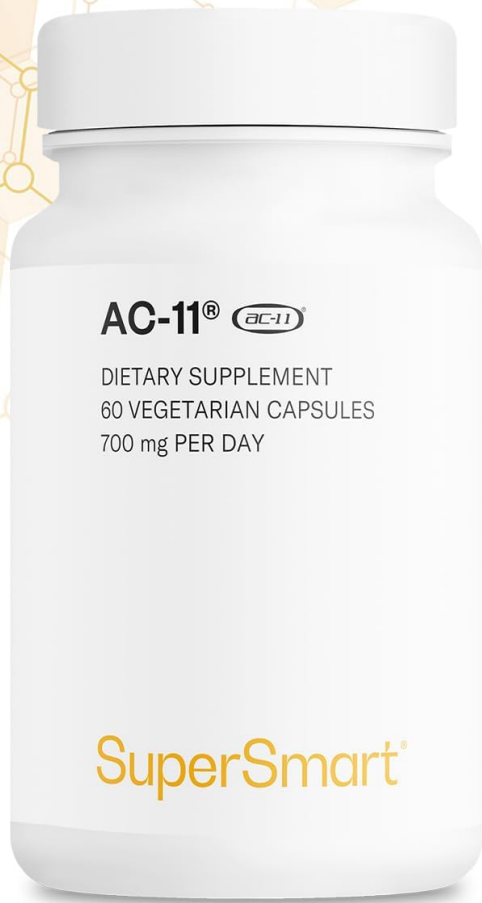 AC-11® ac-11®
DIETARY SUPPLEMENT
60 VEGETARIAN CAPSULES
700 mg PER DAY
SuperSmart®